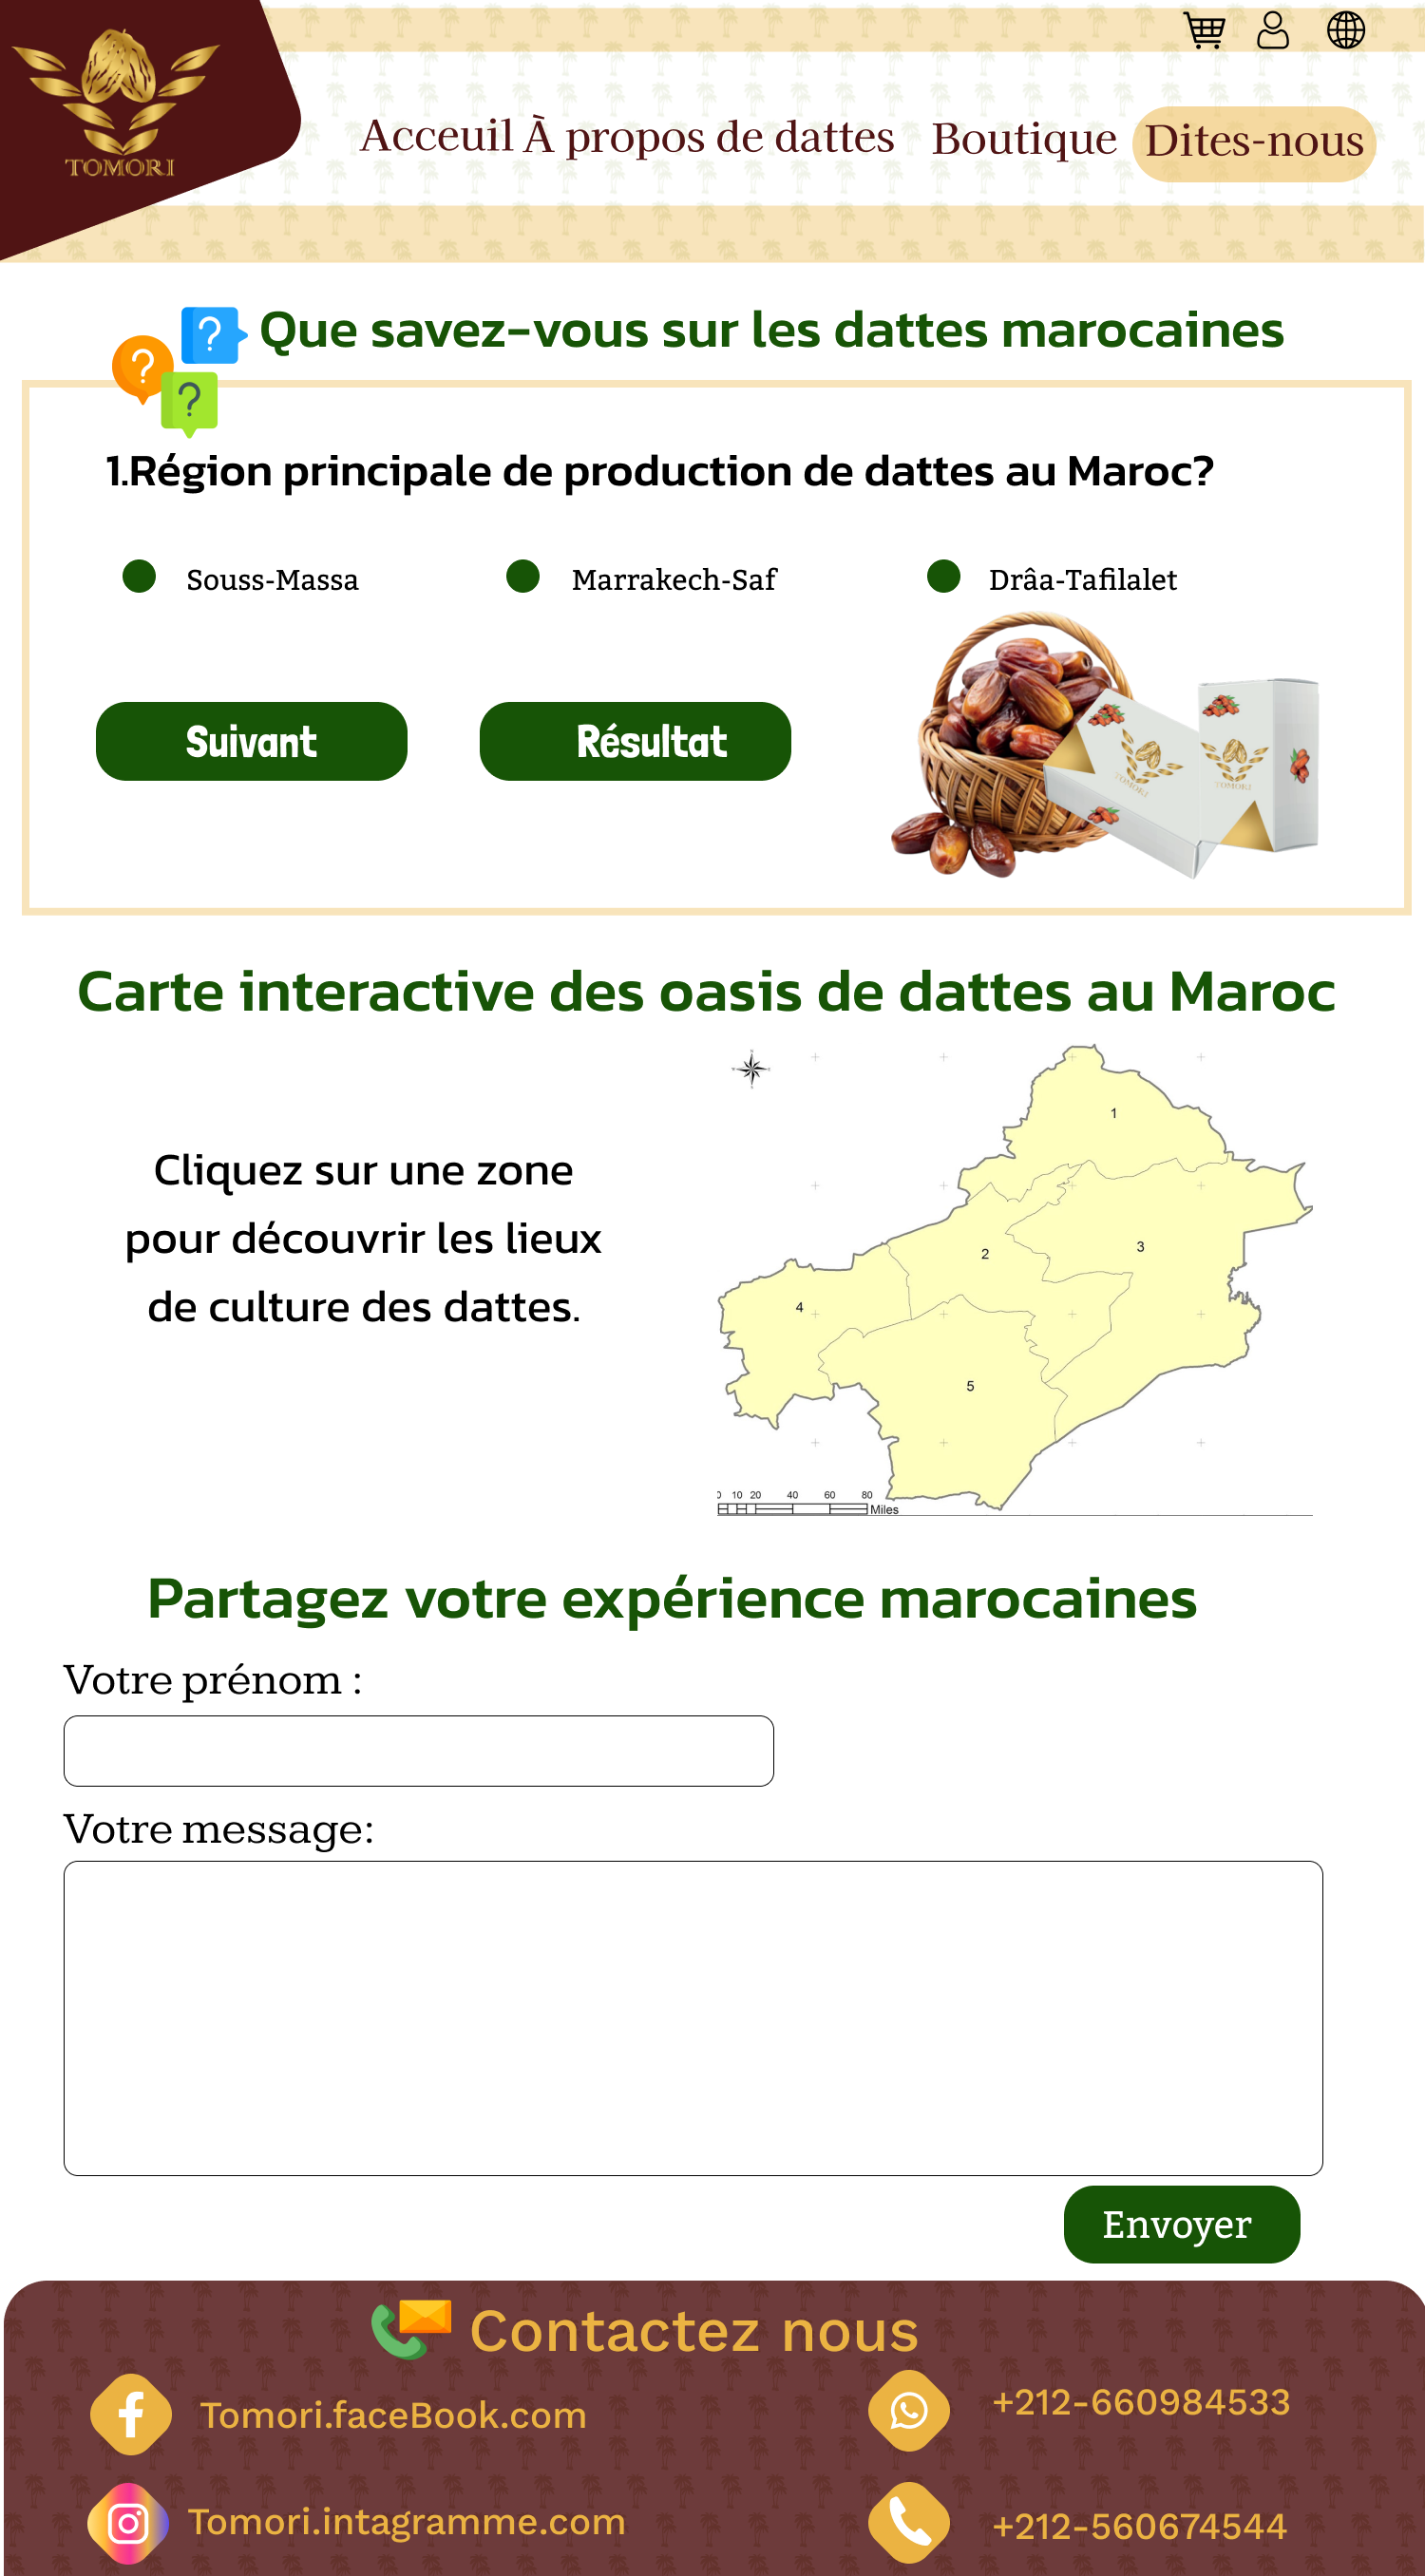 TOMORI
Acceuil À propos de dattes Boutique Dites-nous
Que savez-vous sur les dattes marocaines
1.Région principale de production de dattes au Maroc?
Souss-Massa
Marrakech-Saf
Drâa-Tafilalet
Suivant
Résultat
TOMORI
TOMORI
Carte interactive des oasis de dattes au Maroc
Cliquez sur une zone
pour découvrir les lieux
de culture des dattes.
1
2
3
4
5
0 10 20 40 60 80
Miles
Partagez votre expérience marocaines
Votre prénom :
Votre message:
Envoyer
Contactez nous
Tomori.faceBook.com
+212-660984533
Tomori.intagramme.com
+212-560674544